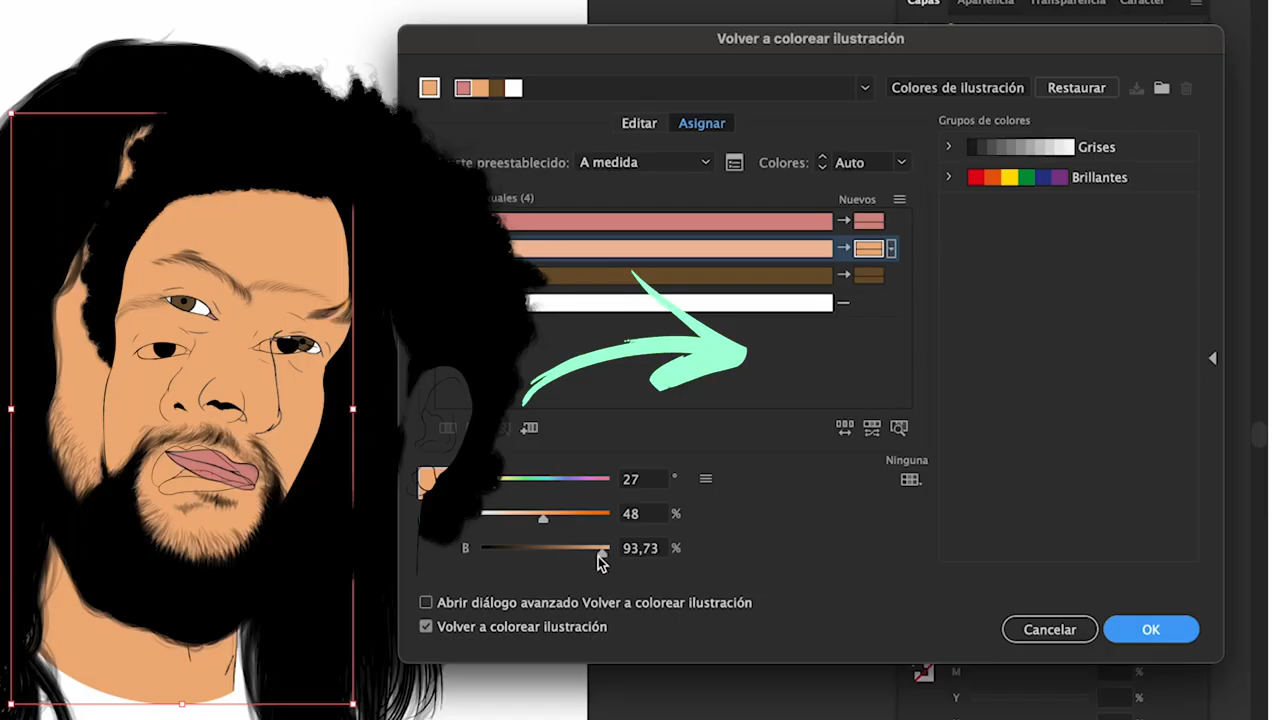 Capas Apariencia Transparencia Carácter
Volver a colorear ilustración
Colores de ilustración Restaurar
Editar Asignar
Grupos de colores
preestablecido: A medida Colores: Auto
Grises
Brillantes
(4) Nuevos
Ninguna
27 °
48 %
B 93,73 %
Abrir diálogo avanzado Volver a colorear ilustración
Volver a colorear ilustración
Cancelar OK
M %
Y %